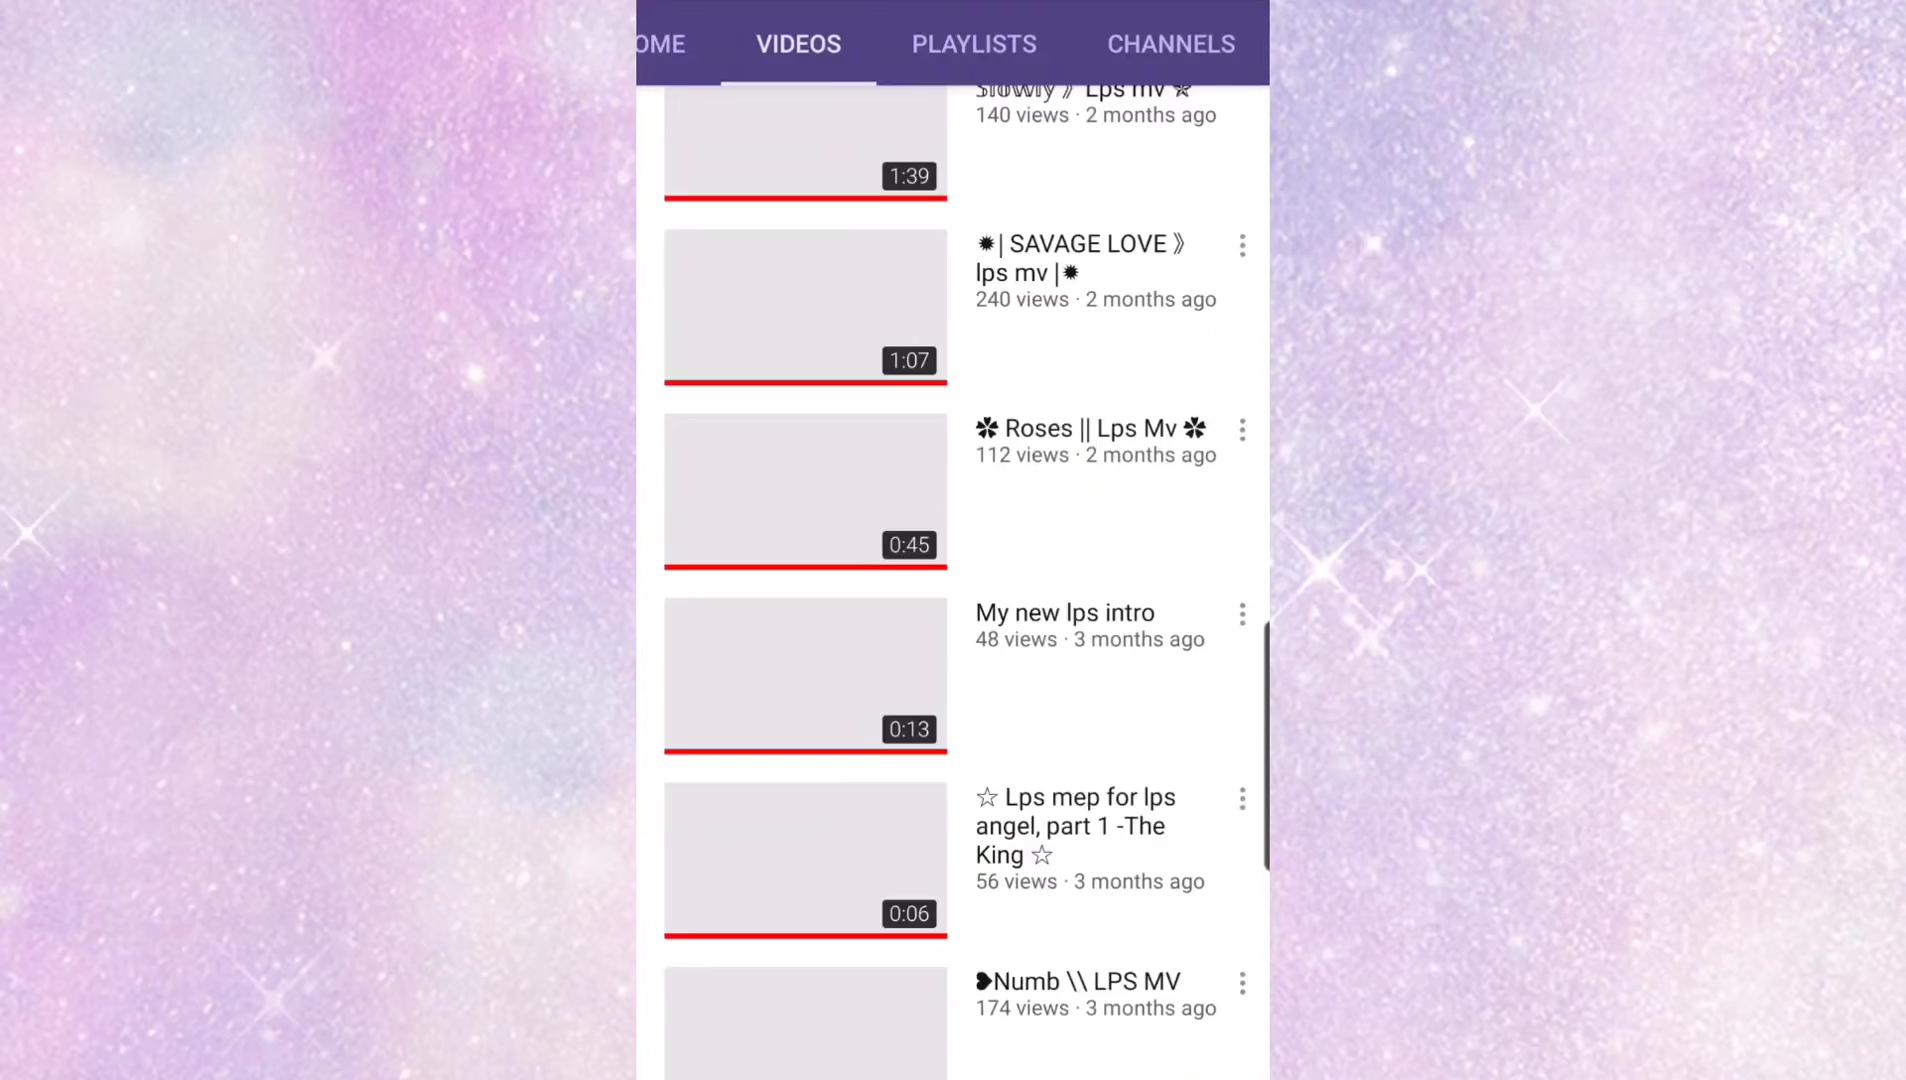 OME VIDEOS PLAYLISTS CHANNELS
𝕊𝕝𝕠𝕨𝕝𝕪 》 Lps mv ✮
140 views · 2 months ago
1:39
✹| SAVAGE LOVE 》
lps mv |✹
240 views · 2 months ago
1:07
✽ Roses || Lps Mv ✽
112 views · 2 months ago
0:45
My new lps intro
48 views · 3 months ago
0:13
☆ Lps mep for lps
angel, part 1 -The
King ☆
56 views · 3 months ago
0:06
❥Numb \\ LPS MV
174 views · 3 months ago